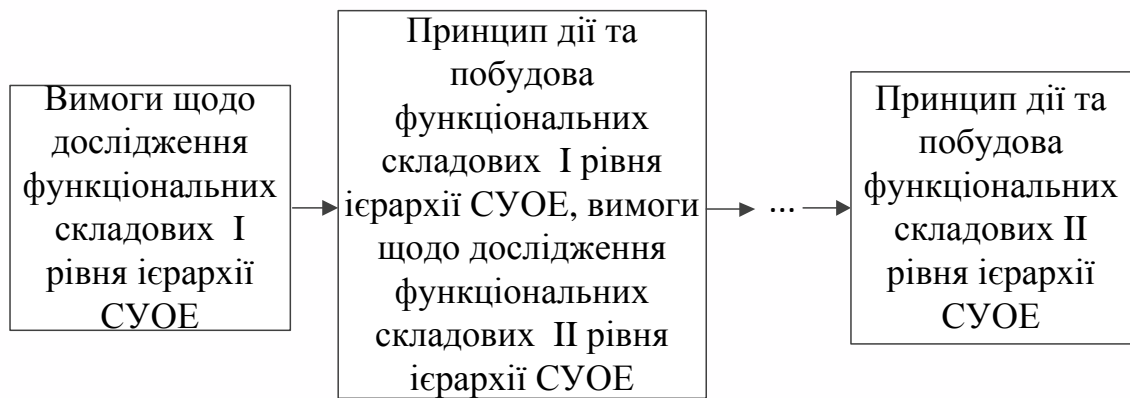 Вимоги щодо
дослідження
функціональних
складових І
рівня ієрархії
СУОЕ
Принцип дії та
побудова
функціональних
складових І рівня
ієрархії СУОЕ, вимоги
щодо дослідження
функціональних
складових ІІ рівня
ієрархії СУОЕ
...
Принцип дії та
побудова
функціональних
складових ІІ
рівня ієрархії
СУОЕ